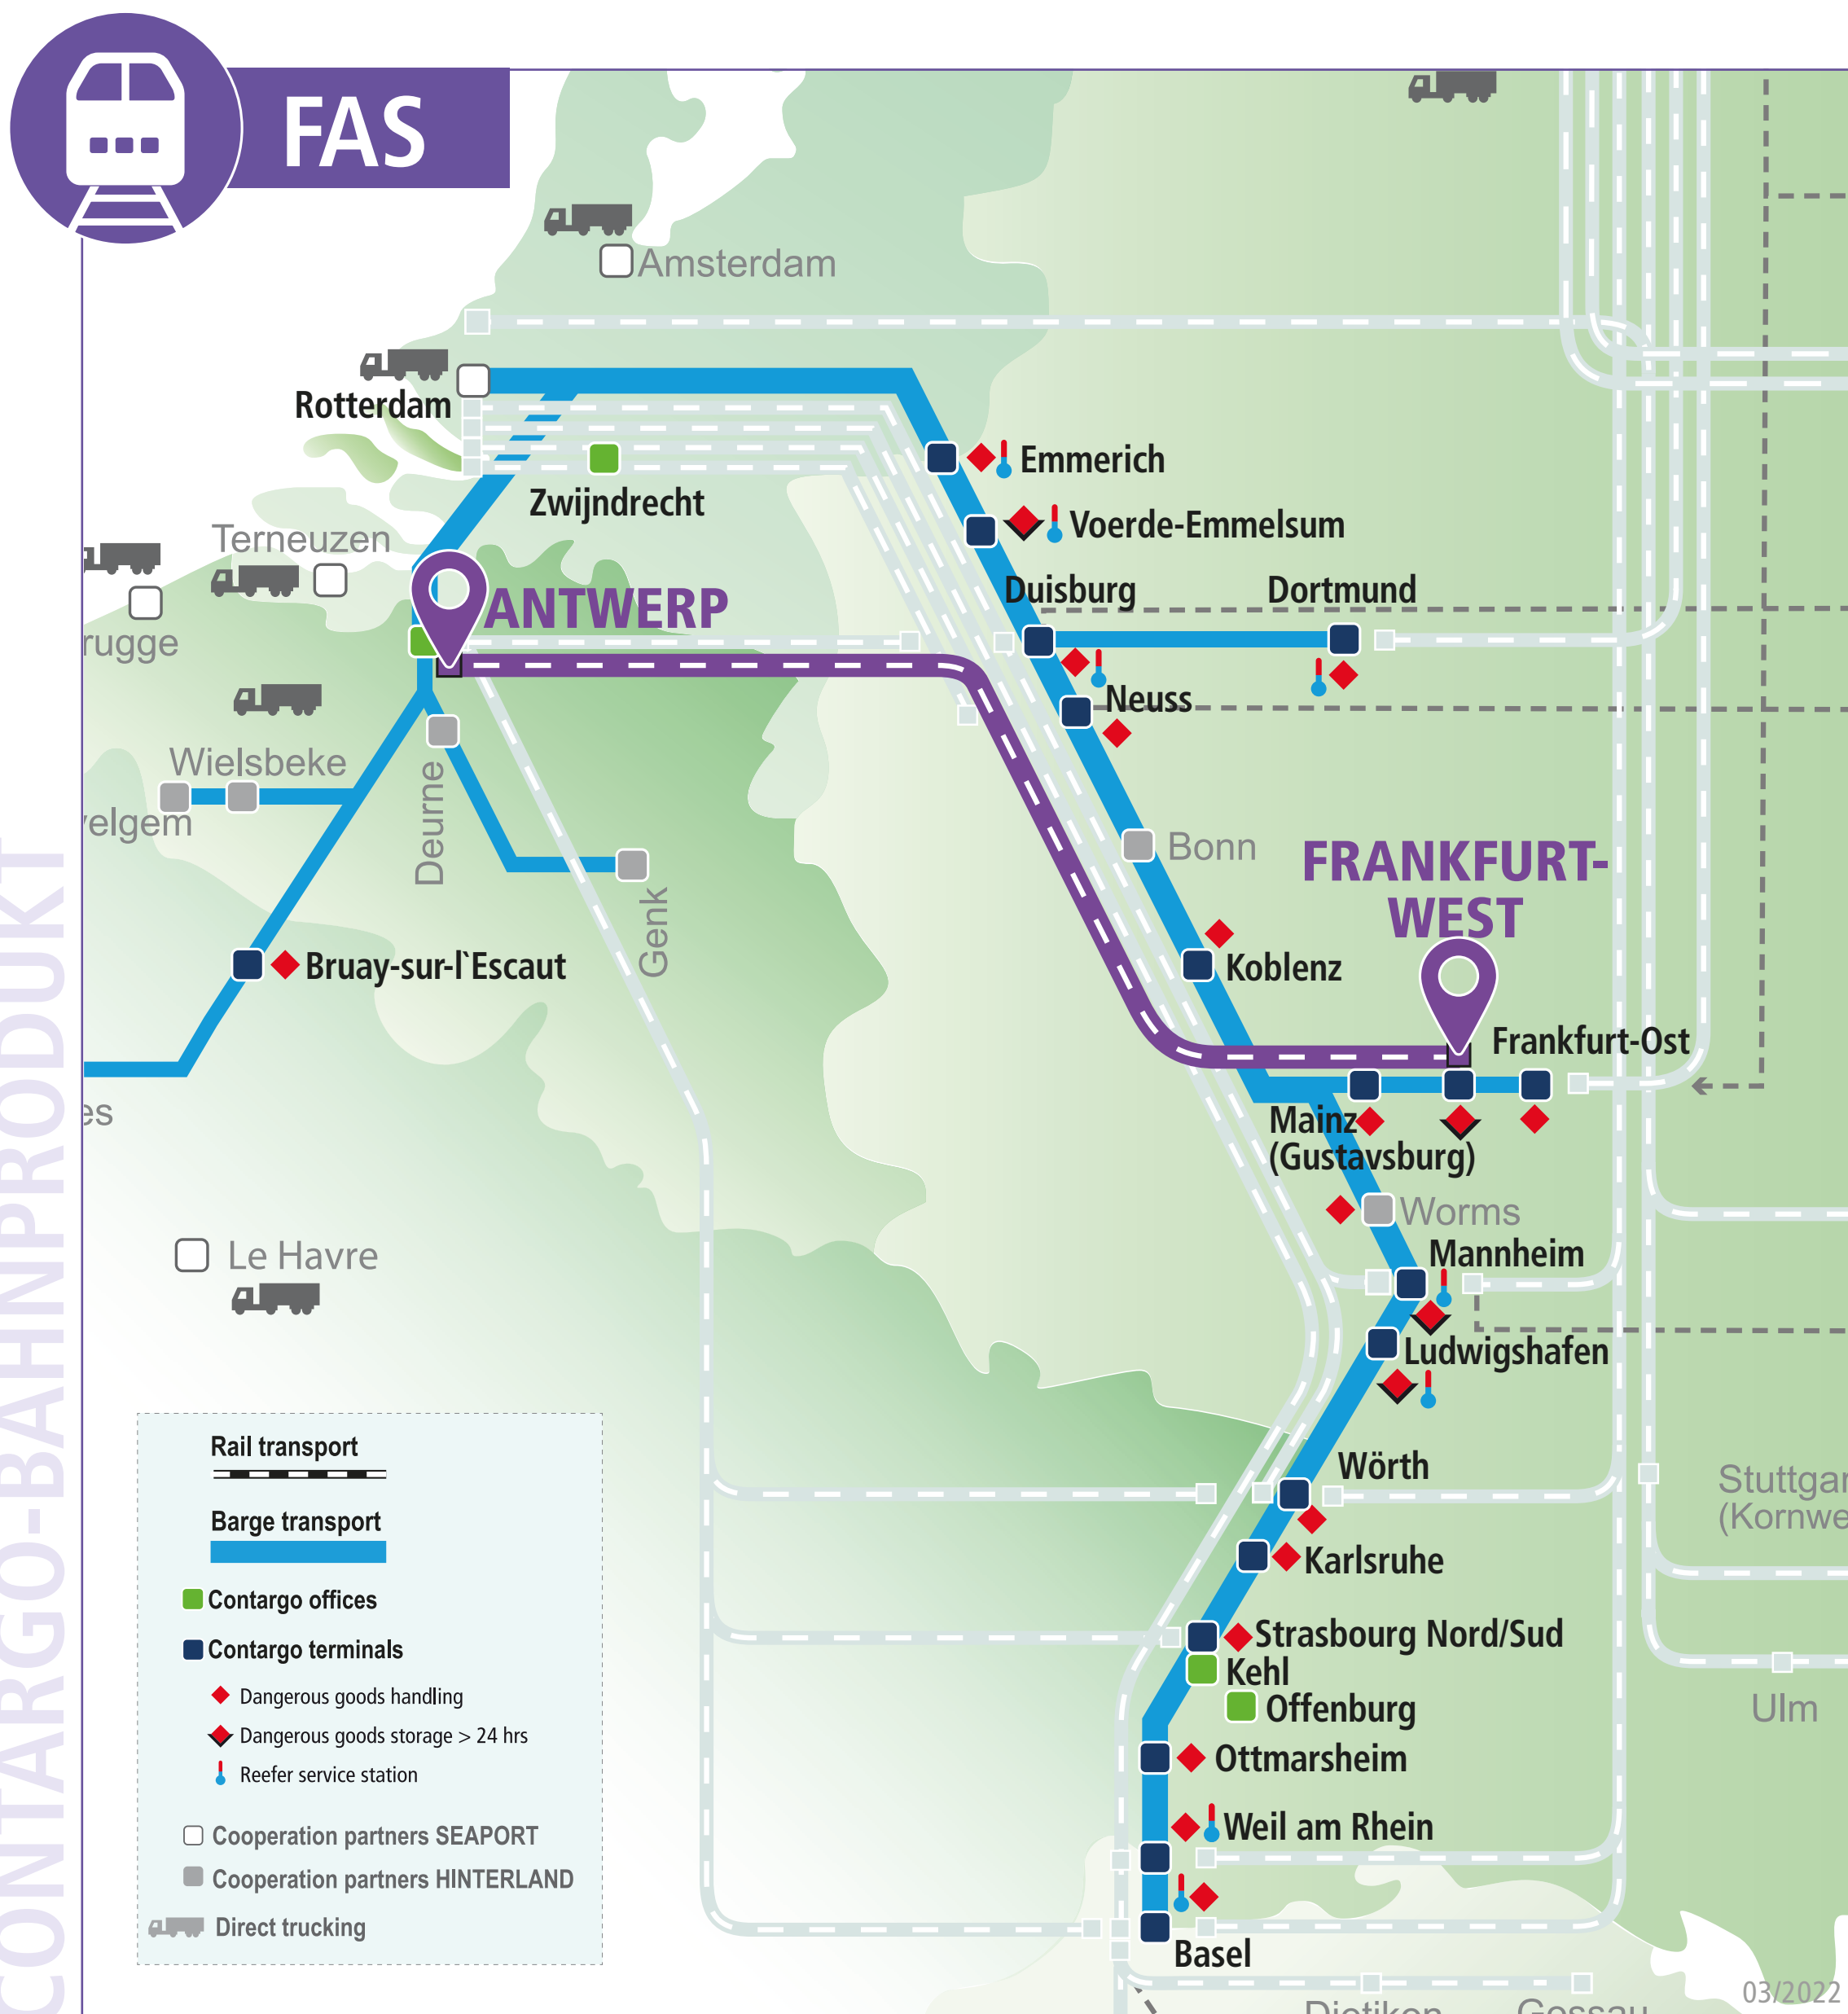 FAS
Amsterdam
Rotterdam
Emmerich
Zwijndrecht
Voerde-Emmelsum
Terneuzen
Duisburg
Dortmund
ANTWERP
rugge
Neuss
Wielsbeke
velgem
Deurne
Bonn
FRANKFURT-
WEST
Genk
Bruay-sur-l`Escaut
Koblenz
Frankfurt-Ost
es
Mainz
(Gustavsburg)
Worms
Le Havre
Mannheim
Ludwigshafen
Wörth
Stuttgar
(Kornwe
Karlsruhe
Strasbourg Nord/Sud
Kehl
Offenburg
Ulm
Ottmarsheim
Weil am Rhein
Basel
Dietikon
Gossau
03/2022
Rail transport
Barge transport
Contargo offices
Contargo terminals
Dangerous goods handling
Dangerous goods storage > 24 hrs
Reefer service station
Cooperation partners SEAPORT
Cooperation partners HINTERLAND
Direct trucking
CONTARGO-BAHNPRODUKT